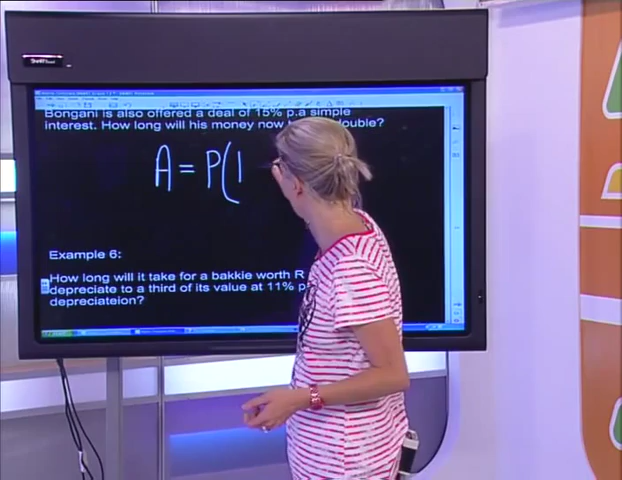 Bongani is also offered a deal of 15% p.a simple
interest. How long will his money now double?
A = P(1
Example 6:
How long will it take for a bakkie worth R
depreciate to a third of its value at 11% p
depreciateion?